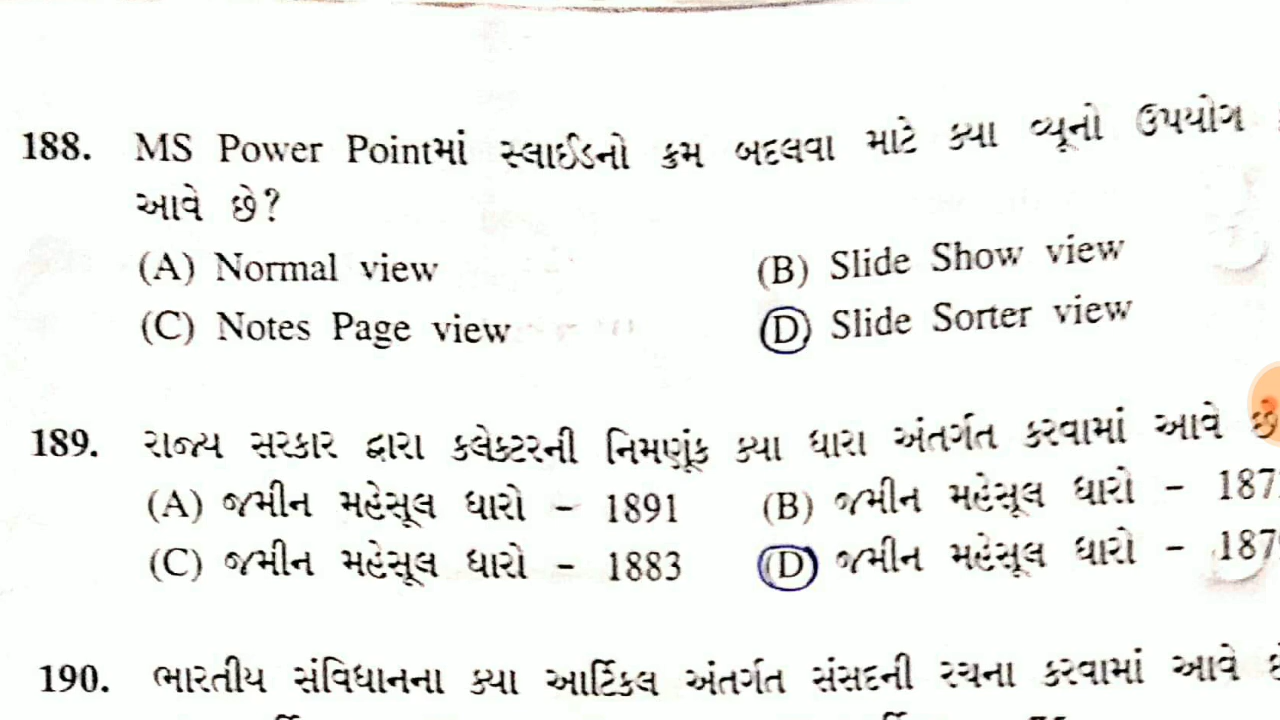 188. MS Power Pointમાં સ્લાઈડનો ક્રમ બદલવા માટે ક્યા વ્યૂનો ઉપયોગ
આવે છે?
(A) Normal view (B) Slide Show view
(C) Notes Page view (D) Slide Sorter view
189. રાજ્ય સરકાર દ્વારા કલેક્ટરની નિમણૂંક ક્યા ધારા અંતર્ગત કરવામાં આવે છે
(A) જમીન મહેસૂલ ધારો - 1891 (B) જમીન મહેસૂલ ધારો - 187
(C) જમીન મહેસૂલ ધારો - 1883 (D) જમીન મહેસૂલ ધારો - 187
190. ભારતીય સંવિધાનના ક્યા આર્ટિકલ અંતર્ગત સંસદની રચના કરવામાં આવે